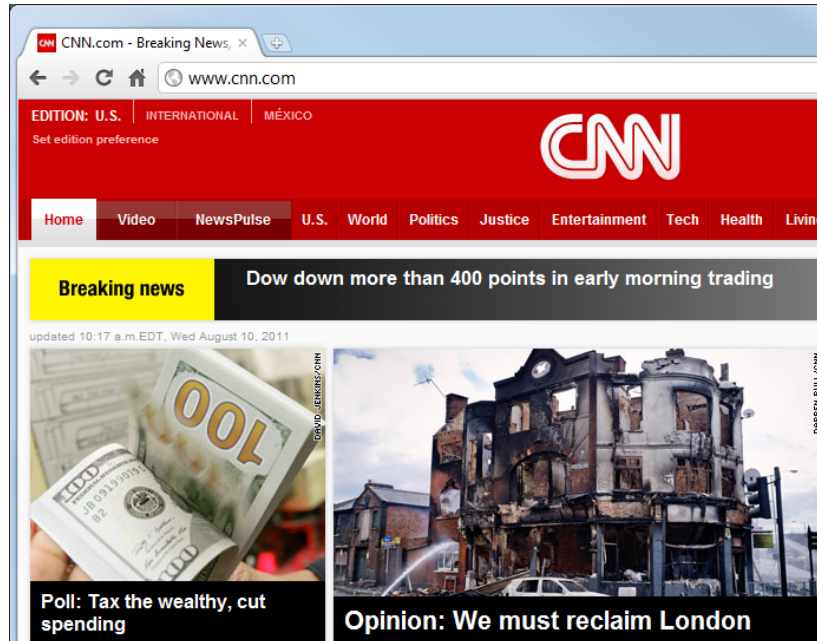 CNN CNN.com - Breaking News,
www.cnn.com
EDITION: U.S. INTERNATIONAL MÉXICO
Set edition preference
CNN
Home Video NewsPulse U.S. World Politics Justice Entertainment Tech Health
Breaking news Dow down more than 400 points in early morning trading
updated 10:17 a.m.EDT, Wed August 10, 2011
DAVID JENKINS/CNN
100
100
Poll: Tax the wealthy, cut
spending
Opinion: We must reclaim London